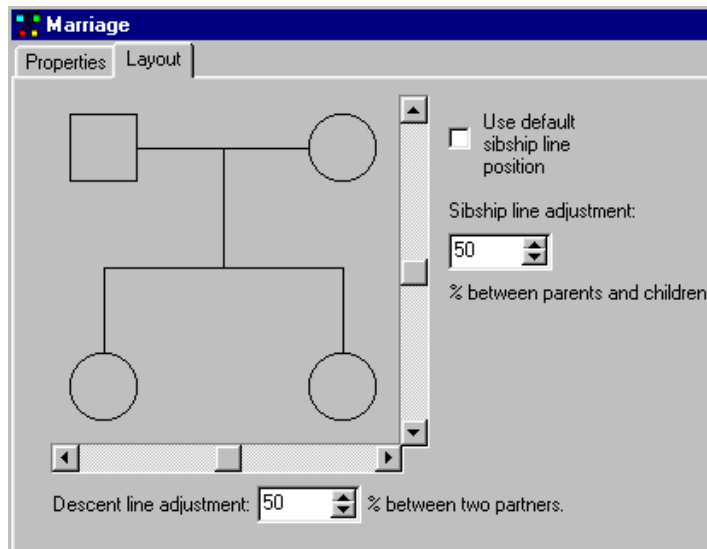 Marriage
Properties
Layout
Use default
sibship line
position
Sibship line adjustment:
50
% between parents and children
Descent line adjustment: 50 % between two partners.